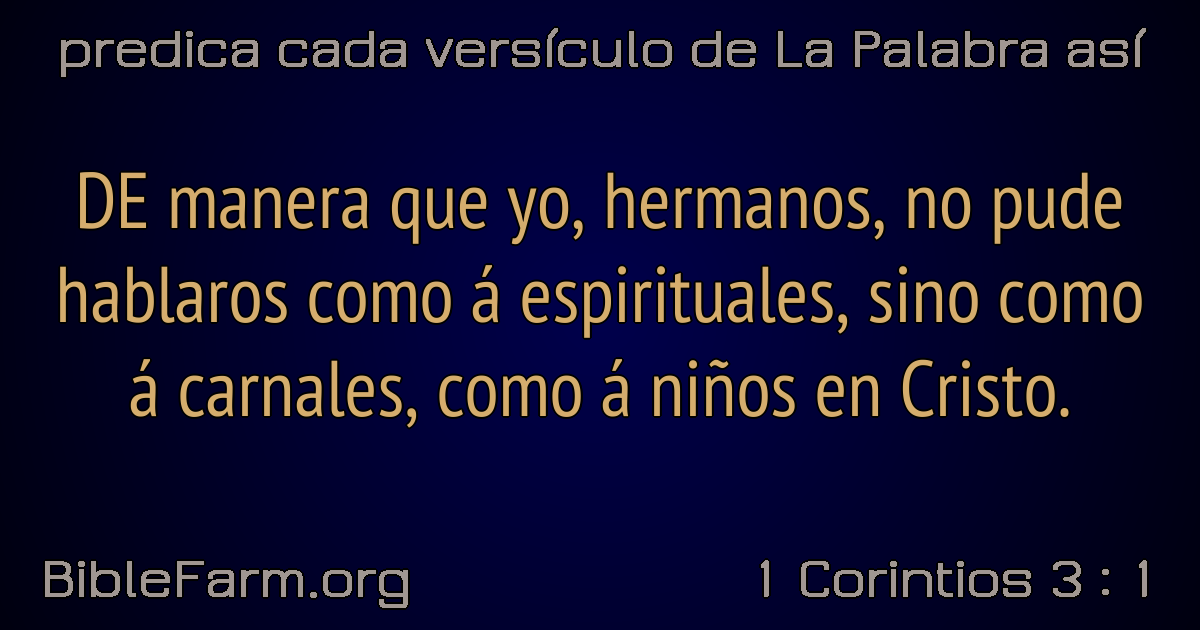 predica cada versículo de La Palabra así
DE manera que yo, hermanos, no pude
hablaros como á espirituales, sino como
á carnales, como á niños en Cristo.
BibleFarm.org
1 Corintios 3 : 1